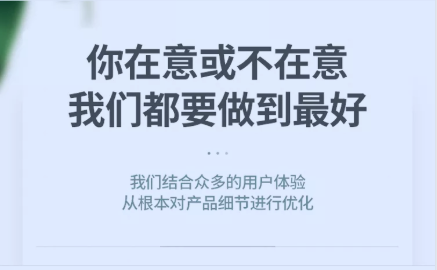 你在意或不在意
我们都要做到最好
我们结合众多的用户体验
从根本对产品细节进行优化